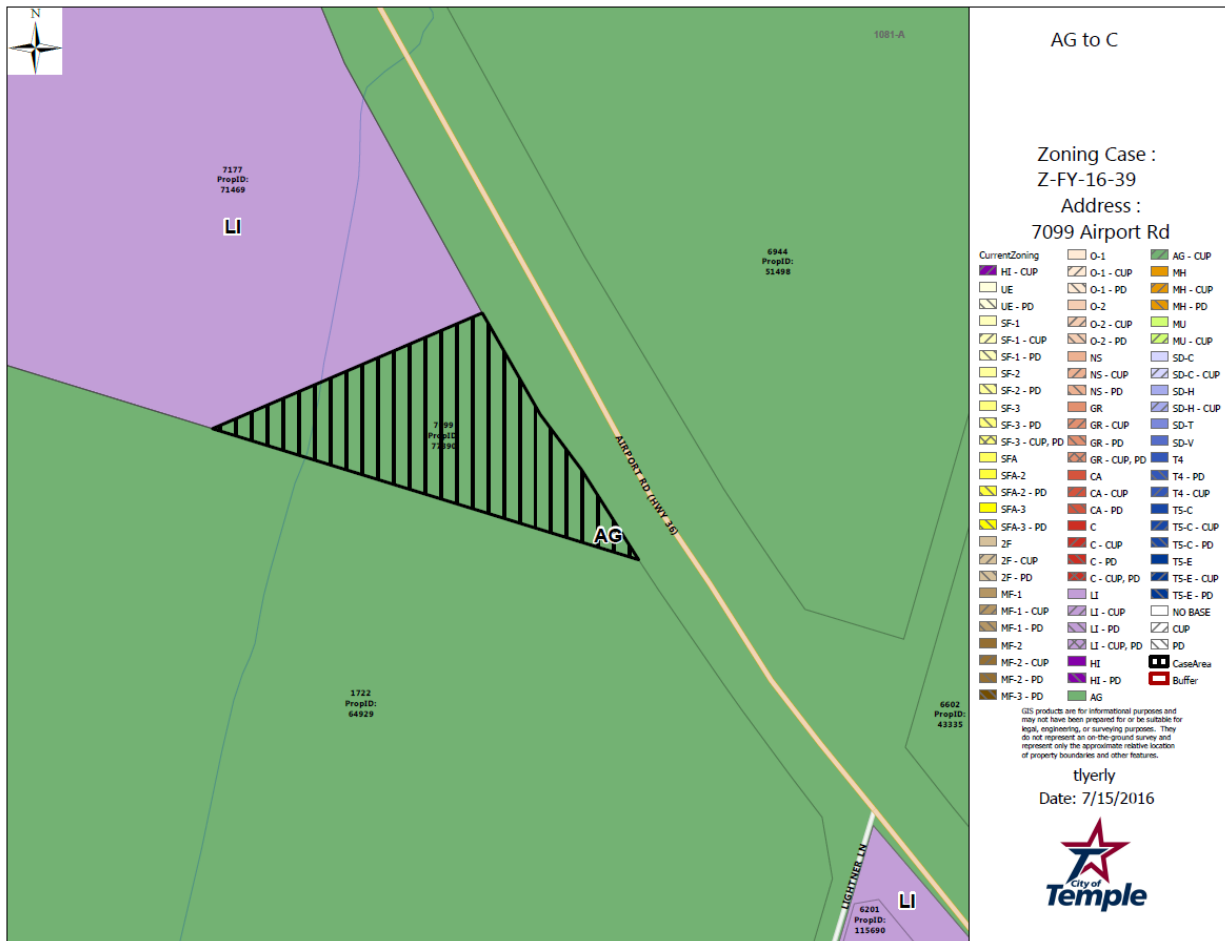 N
1081-A
7177
PropID:
71469
LI
6944
PropID:
51498
PropID
AIRPORT RD (HWY 36)
AG
1722
PropID:
64929
6602
PropID:
43335
LIGHTNER LN
LI
6201
PropID:
115690
AG to C
Zoning Case :
Z-FY-16-39
Address :
7099 Airport Rd
CurrentZoning
HI - CUP
UE
UE - PD
SF-1
SF-1 - CUP
SF-1 - PD
SF-2
SF-2 - PD
SF-3
SF-3 - PD
SF-3 - CUP, PD
SFA
SFA-2
SFA-2 - PD
SFA-3
SFA-3 - PD
2F
2F - CUP
2F - PD
MF-1
MF-1 - CUP
MF-1 - PD
MF-2
MF-2 - CUP
MF-2 - PD
MF-3 - PD
O-1
O-1 - CUP
O-1 - PD
O-2
O-2 - CUP
O-2 - PD
NS
NS - CUP
NS - PD
GR
GR - CUP
GR - PD
GR - CUP, PD
CA
CA - CUP
CA - PD
C
C - CUP
C - PD
C - CUP, PD
LI
LI - CUP
LI - PD
LI - CUP, PD
HI
HI - PD
AG
AG - CUP
MH
MH - CUP
MH - PD
MU
MU - CUP
SD-C
SD-C - CUP
SD-H
SD-H - CUP
SD-T
SD-V
T4
T4 - PD
T4 - CUP
T5-C
T5-C - CUP
T5-C - PD
T5-E
T5-E - CUP
T5-E - PD
NO BASE
CUP
PD
CaseArea
Buffer
GIS products are for informational purposes and
may not have been prepared for or be suitable for
legal, engineering, or surveying purposes. They
do not represent an on-the-ground survey and
represent only the approximate relative location
of property boundaries and other features.
tlyerly
Date: 7/15/2016
City of
Temple